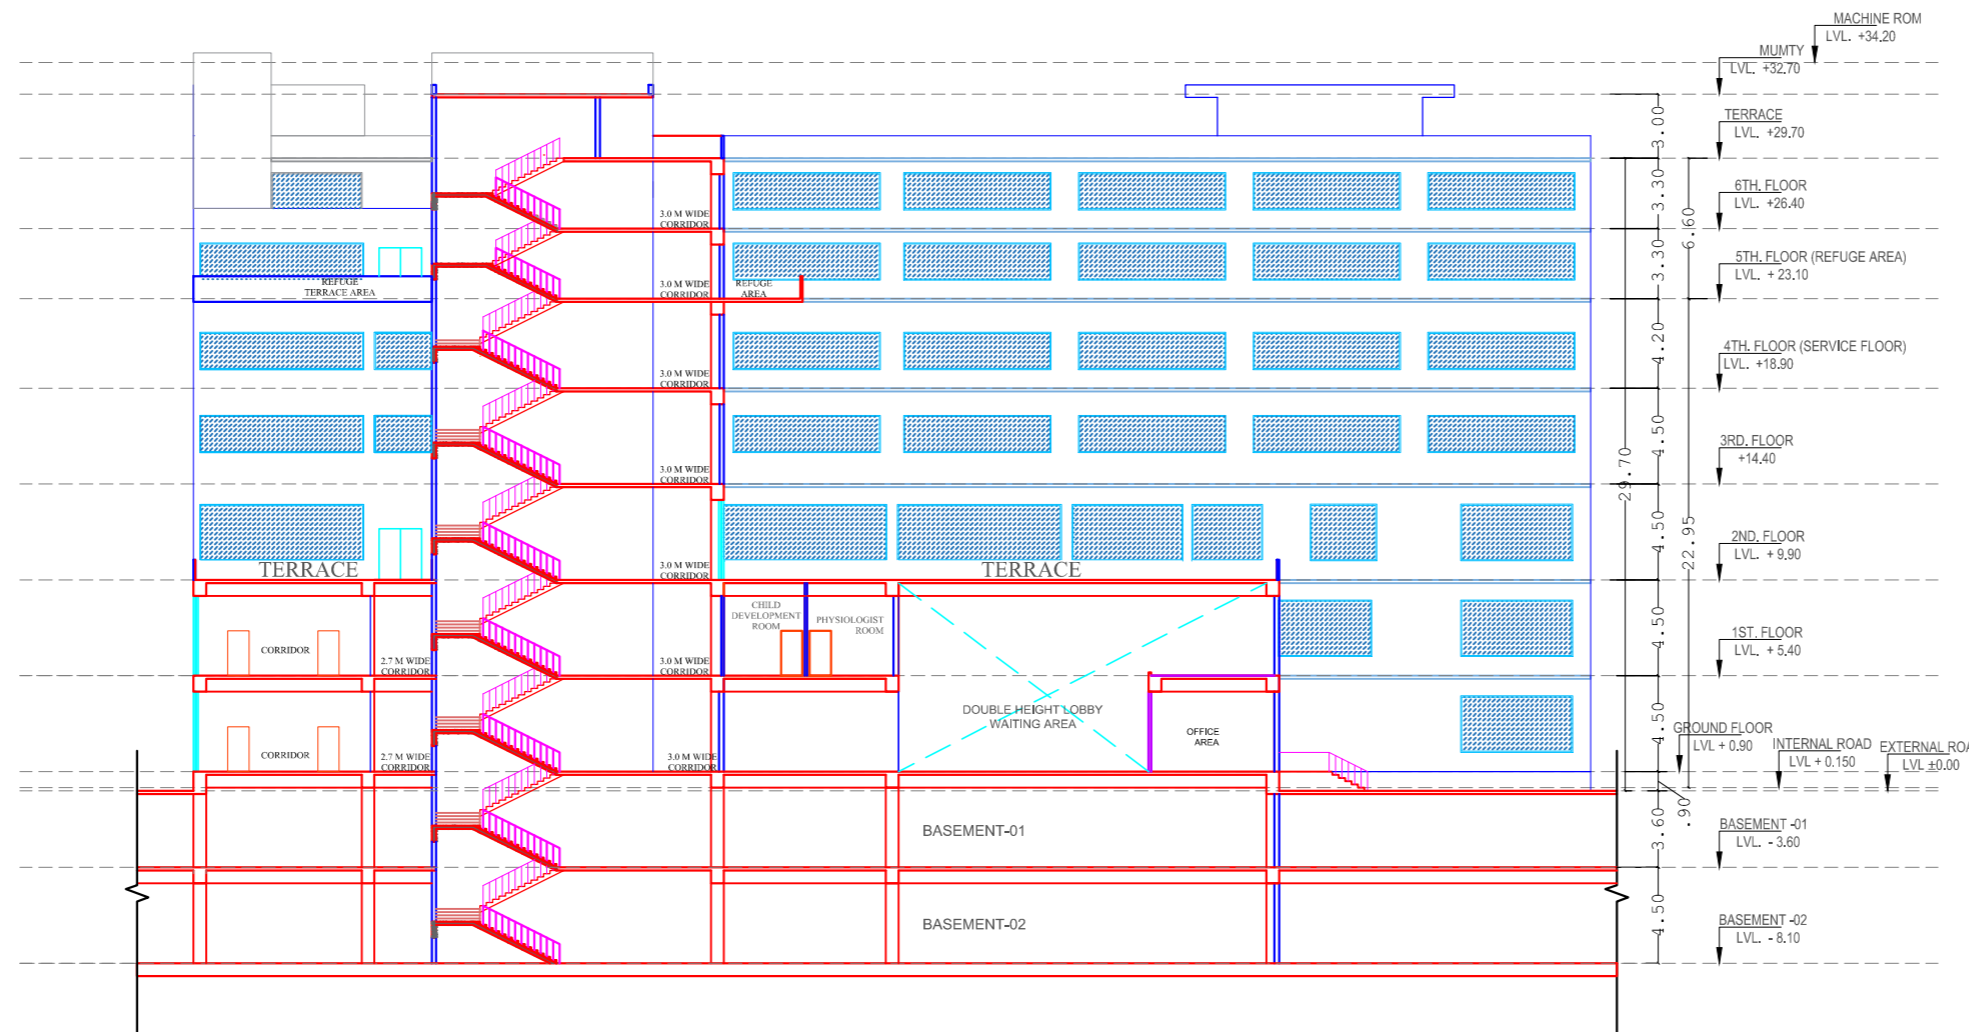 MACHINE ROM
LVL. +34.20
MUMTY
LVL. +32.70
TERRACE
LVL. +29.70
6TH. FLOOR
LVL. +26.40
5TH. FLOOR (REFUGE AREA)
LVL. + 23.10
4TH. FLOOR (SERVICE FLOOR)
LVL. +18.90
3RD. FLOOR
+14.40
2ND. FLOOR
LVL. + 9.90
1ST. FLOOR
LVL. + 5.40
GROUND FLOOR
LVL + 0.90
INTERNAL ROAD
LVL + 0.150
EXTERNAL ROA
LVL ±0.00
BASEMENT -01
LVL. - 3.60
BASEMENT -02
LVL. - 8.10
3.00
3.30
3.30
4.20
4.50
4.50
4.50
4.50
3.60
4.50
.90
6.60
22.95
29.70
3.0 M WIDE
CORRIDOR
3.0 M WIDE
CORRIDOR
REFUGE
AREA
REFUGE
TERRACE AREA
3.0 M WIDE
CORRIDOR
3.0 M WIDE
CORRIDOR
3.0 M WIDE
CORRIDOR
TERRACE
TERRACE
CHILD
DEVELOPMENT
ROOM
PHYSIOLOGIST
ROOM
CORRIDOR
2.7 M WIDE
CORRIDOR
3.0 M WIDE
CORRIDOR
DOUBLE HEIGHT LOBBY
WAITING AREA
OFFICE
AREA
CORRIDOR
2.7 M WIDE
CORRIDOR
3.0 M WIDE
CORRIDOR
BASEMENT-01
BASEMENT-02